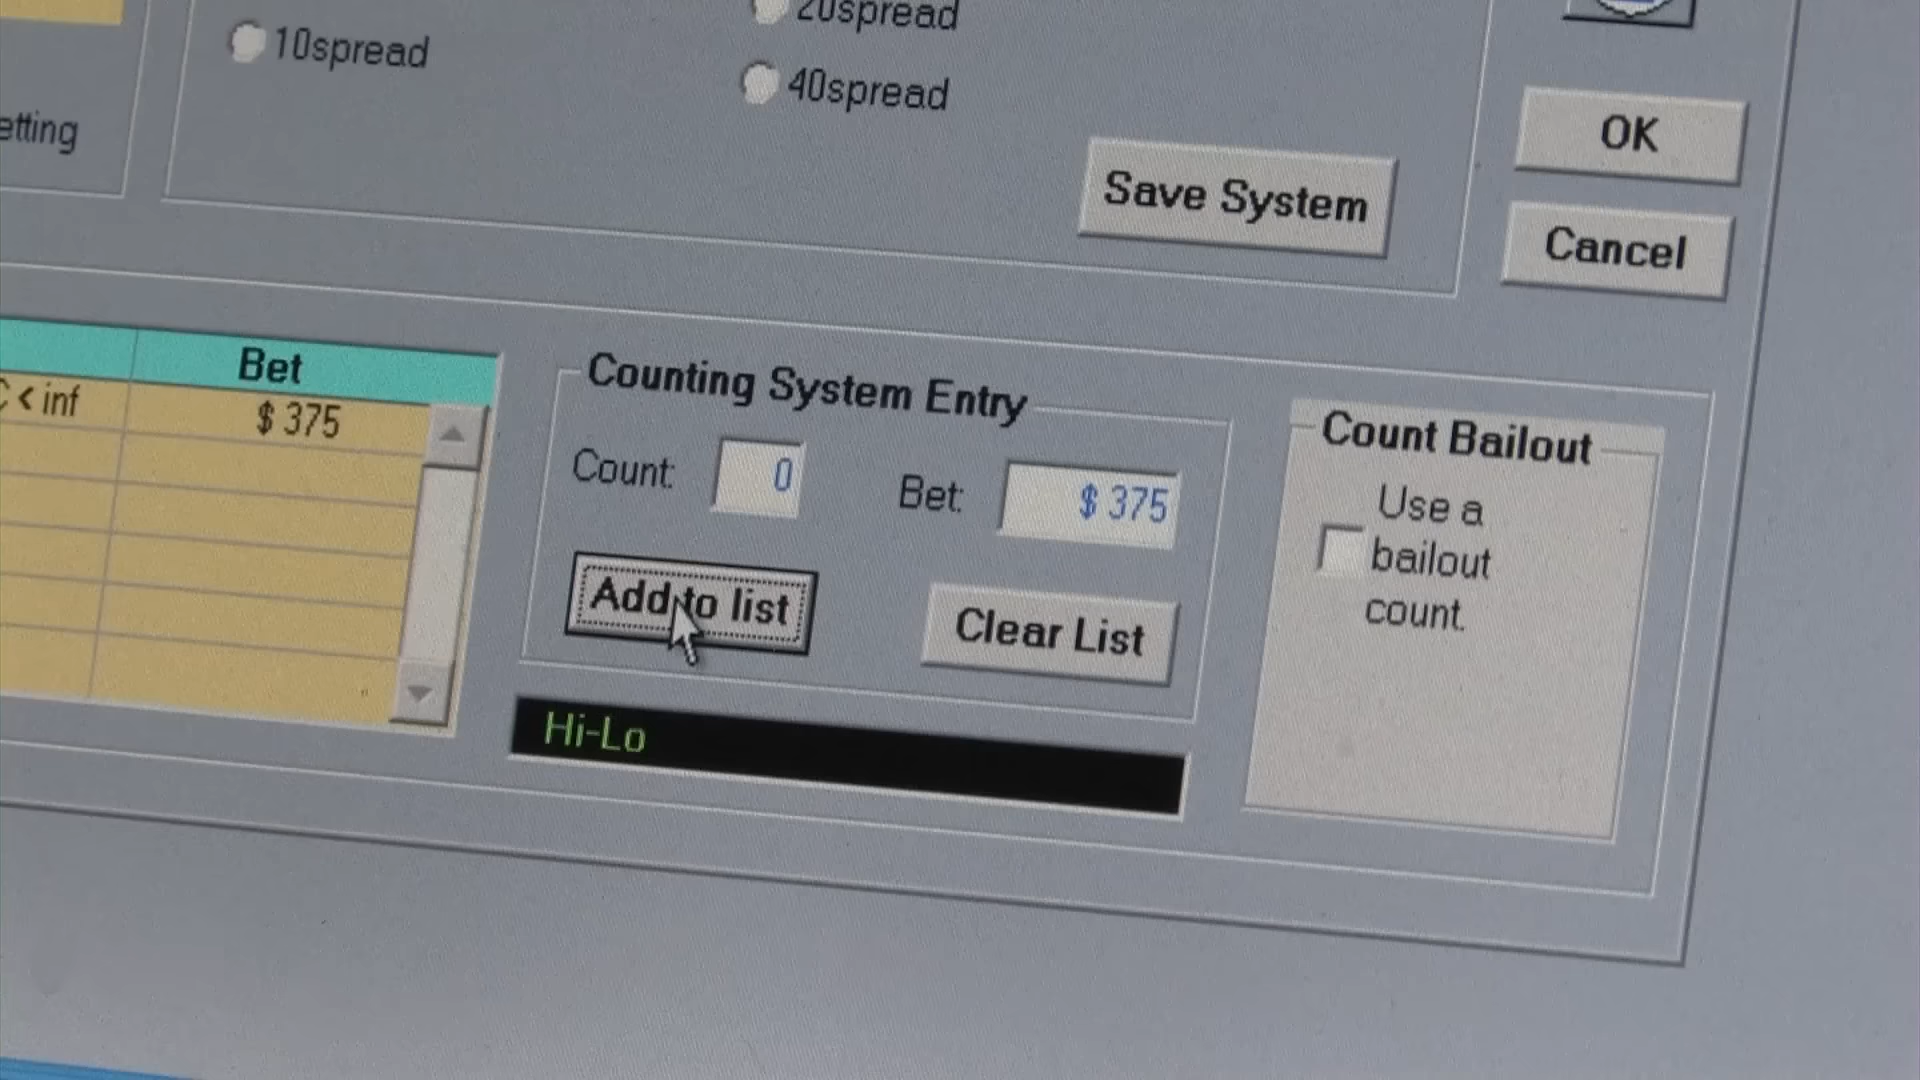 20spread
10spread
40spread
etting
OK
Save System
Cancel
Bet
C < inf
$ 375
Counting System Entry
Count:
0
Bet:
$ 375
Add to list
Clear List
Hi-Lo
Count Bailout
Use a
bailout
count.